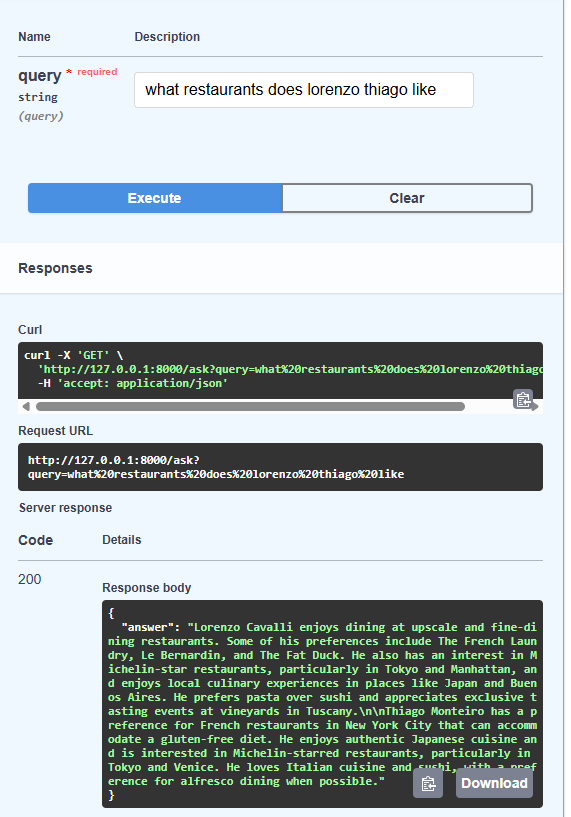 Name Description
query * required
string
(query)
what restaurants does lorenzo thiago like
Execute Clear
Responses
Curl
curl -X 'GET' \
'http://127.0.0.1:8000/ask?query=what%20restaurants%20does%20lorenzo%20thiago
-H 'accept: application/json'
Request URL
http://127.0.0.1:8000/ask?
query=what%20restaurants%20does%20lorenzo%20thiago%20like
Server response
Code Details
200
Response body
{
"answer": "Lorenzo Cavalli enjoys dining at upscale and fine-di
ning restaurants. Some of his preferences include The French Laun
dry, Le Bernardin, and The Fat Duck. He also has an interest in M
ichelin-star restaurants, particularly in Tokyo and Manhattan, an
d enjoys local culinary experiences in places like Japan and Buen
os Aires. He prefers pasta over sushi and appreciates exclusive t
asting events at vineyards in Tuscany.\n\nThiago Monteiro has a p
reference for French restaurants in New York City that can accomm
odate a gluten-free diet. He enjoys authentic Japanese cuisine an
d is interested in Michelin-starred restaurants, particularly in
Tokyo and Venice. He loves Italian cuisine and sushi, with a pref
erence for alfresco dining when possible."
}
Download